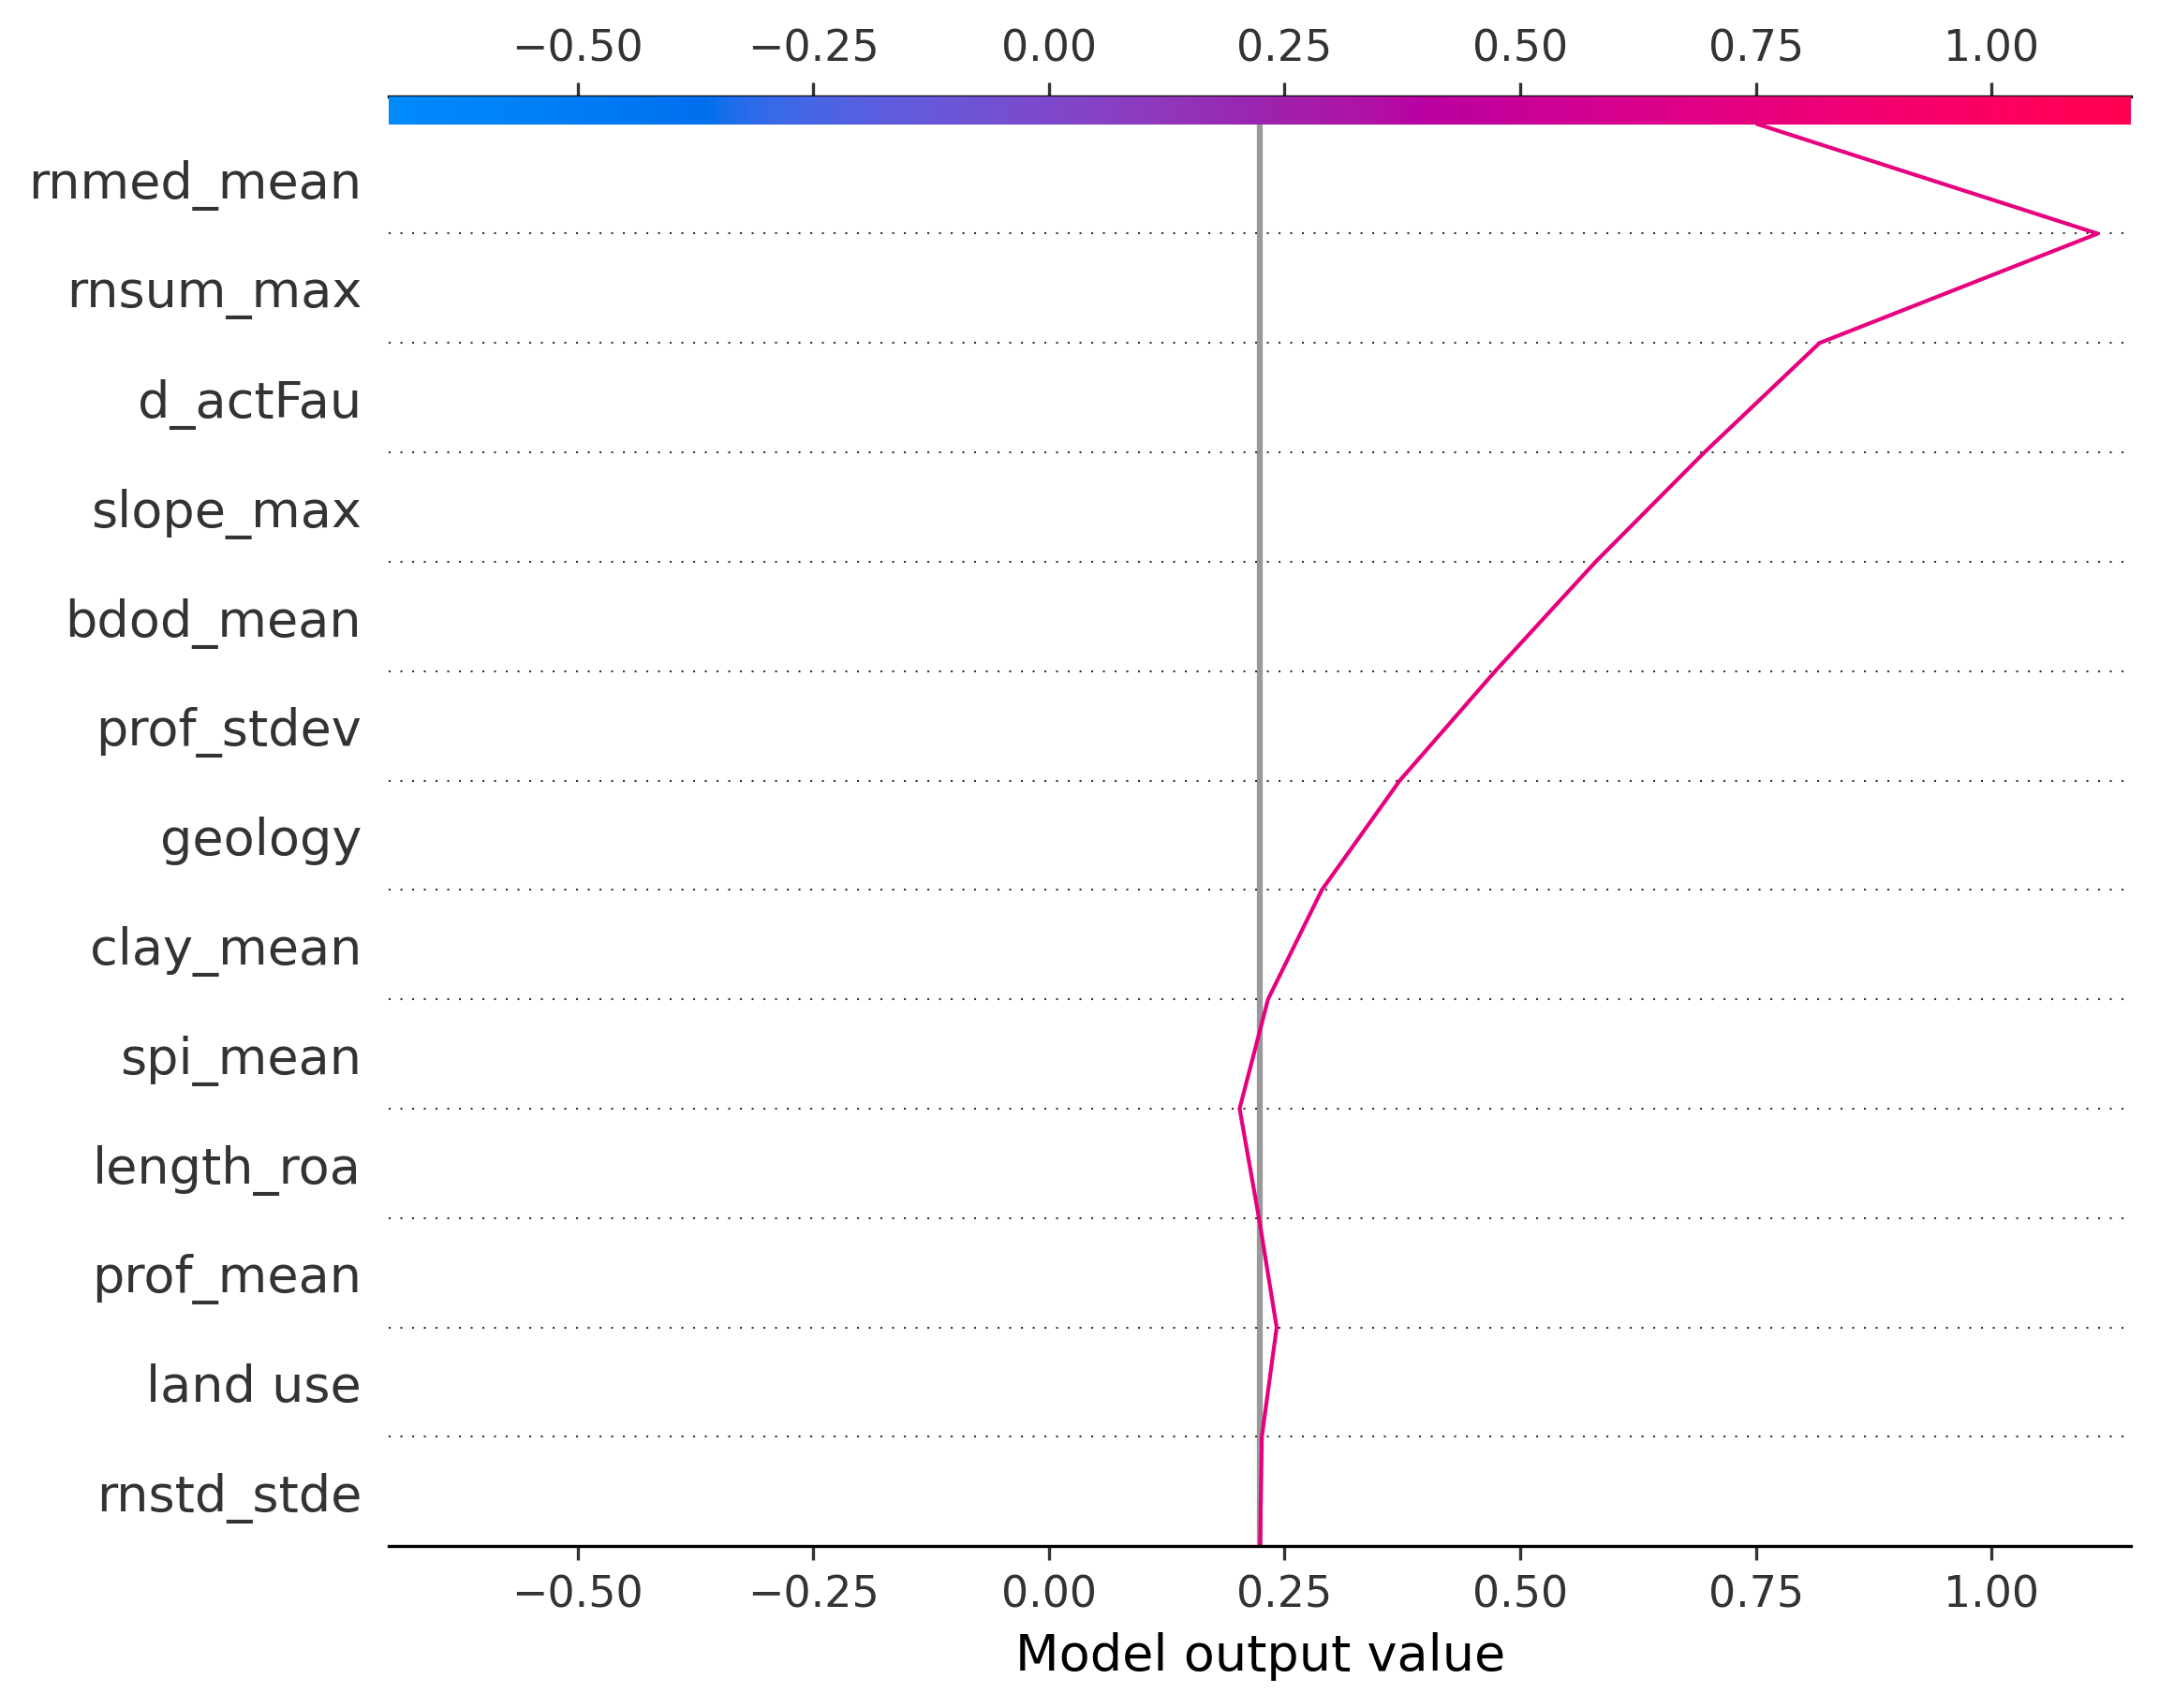 −0.50 −0.25 0.00 0.25 0.50 0.75 1.00
rnmed_mean
rnsum_max
d_actFau
slope_max
bdod_mean
prof_stdev
geology
clay_mean
spi_mean
length_roa
prof_mean
land use
rnstd_stde
−0.50 −0.25 0.00 0.25 0.50 0.75 1.00
Model output value